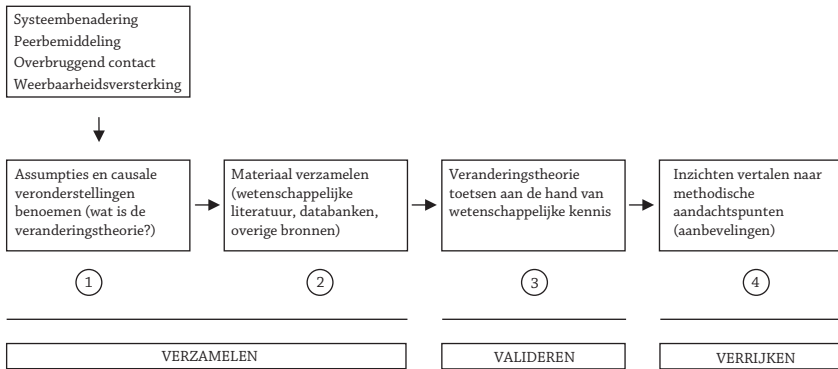 Systeembenadering
Peerbemiddeling
Overbruggend contact
Weerbaarheidsversterking
Assumpties en causale
veronderstellingen
benoemen (wat is de
veranderingstheorie?)
Materiaal verzamelen
(wetenschappelijke
literatuur, databanken,
overige bronnen)
Veranderingstheorie
toetsen aan de hand van
wetenschappelijke kennis
Inzichten vertalen naar
methodische
aandachtspunten
(aanbevelingen)
1
2
3
4
VERZAMELEN
VALIDEREN
VERRIJKEN